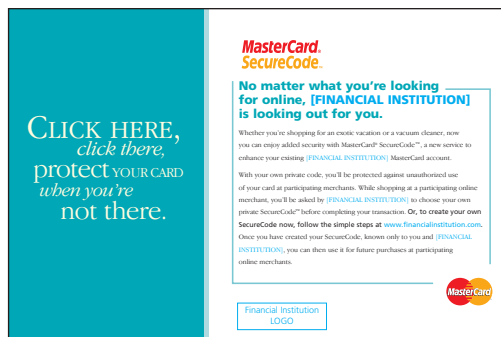 CLICK HERE,
click there,
protect YOUR CARD
when you're
not there.
MasterCard®
SecureCode™
No matter what you're looking
for online, [FINANCIAL INSTITUTION]
is looking out for you.
Whether you're shopping for an exotic vacation or a vacuum cleaner, now
you can enjoy added security with MasterCard® SecureCode™, a new service to
enhance your existing [FINANCIAL INSTITUTION] MasterCard account.
With your own private code, you'll be protected against unauthorized use
of your card at participating merchants. While shopping at a participating online
merchant, you'll be asked by [FINANCIAL INSTITUTION] to choose your own
private SecureCode™ before completing your transaction. Or, to create your own
SecureCode now, follow the simple steps at www.financialinstitution.com.
Once you have created your SecureCode, known only to you and [FINANCIAL
INSTITUTION], you can then use it for future purchases at participating
online merchants.
MasterCard
Financial Institution
LOGO